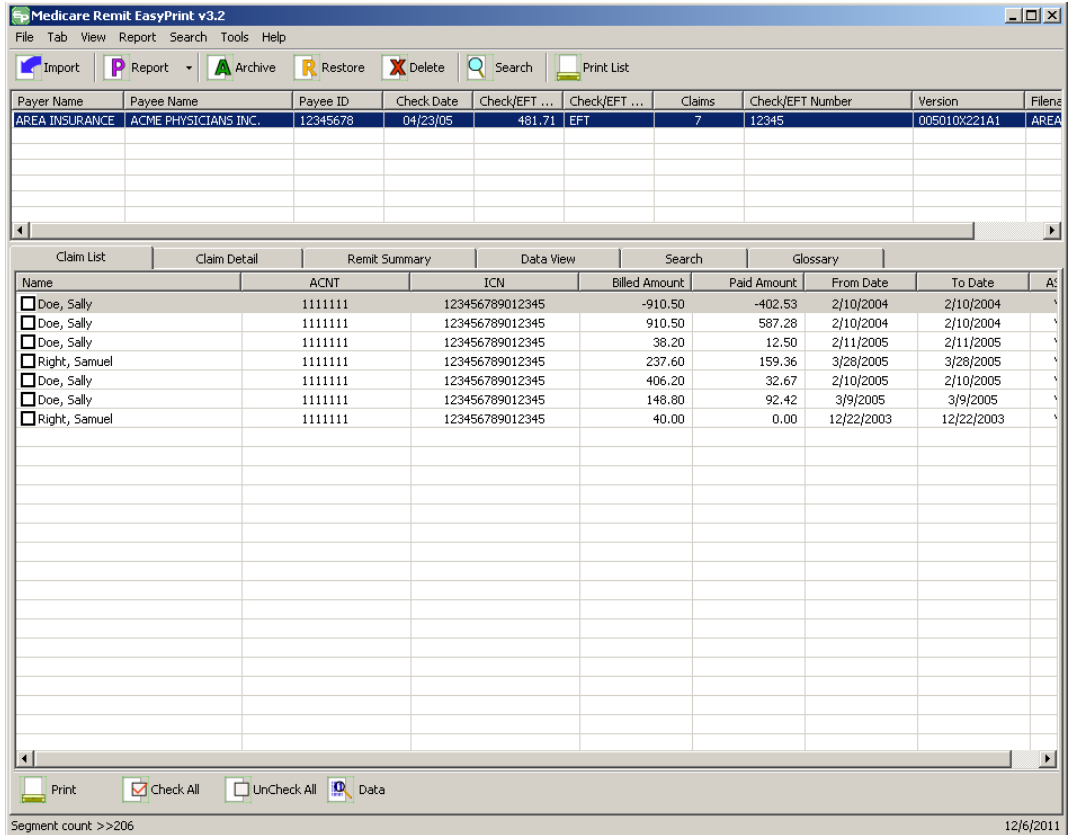 Medicare Remit EasyPrint v3.2
File Tab View Report Search Tools Help
Import Report Archive Restore Delete Search Print List
Payer Name Payee Name Payee ID Check Date Check/EFT ... Check/EFT ... Claims Check/EFT Number Version Filena
AREA INSURANCE ACME PHYSICIANS INC. 12345678 04/23/05 481.71 EFT 7 12345 005010X221A1 AREA
Claim List Claim Detail Remit Summary Data View Search Glossary
Name ACNT ICN Billed Amount Paid Amount From Date To Date AS
Doe, Sally 1111111 123456789012345 -910.50 -402.53 2/10/2004 2/10/2004
Doe, Sally 1111111 123456789012345 910.50 587.28 2/10/2004 2/10/2004
Doe, Sally 1111111 123456789012345 38.20 12.50 2/11/2005 2/11/2005
Right, Samuel 1111111 123456789012345 237.60 159.36 3/28/2005 3/28/2005
Doe, Sally 1111111 123456789012345 406.20 32.67 2/10/2005 2/10/2005
Doe, Sally 1111111 123456789012345 148.80 92.42 3/9/2005 3/9/2005
Right, Samuel 1111111 123456789012345 40.00 0.00 12/22/2003 12/22/2003
Print Check All UnCheck All Data
Segment count >>206 12/6/2011